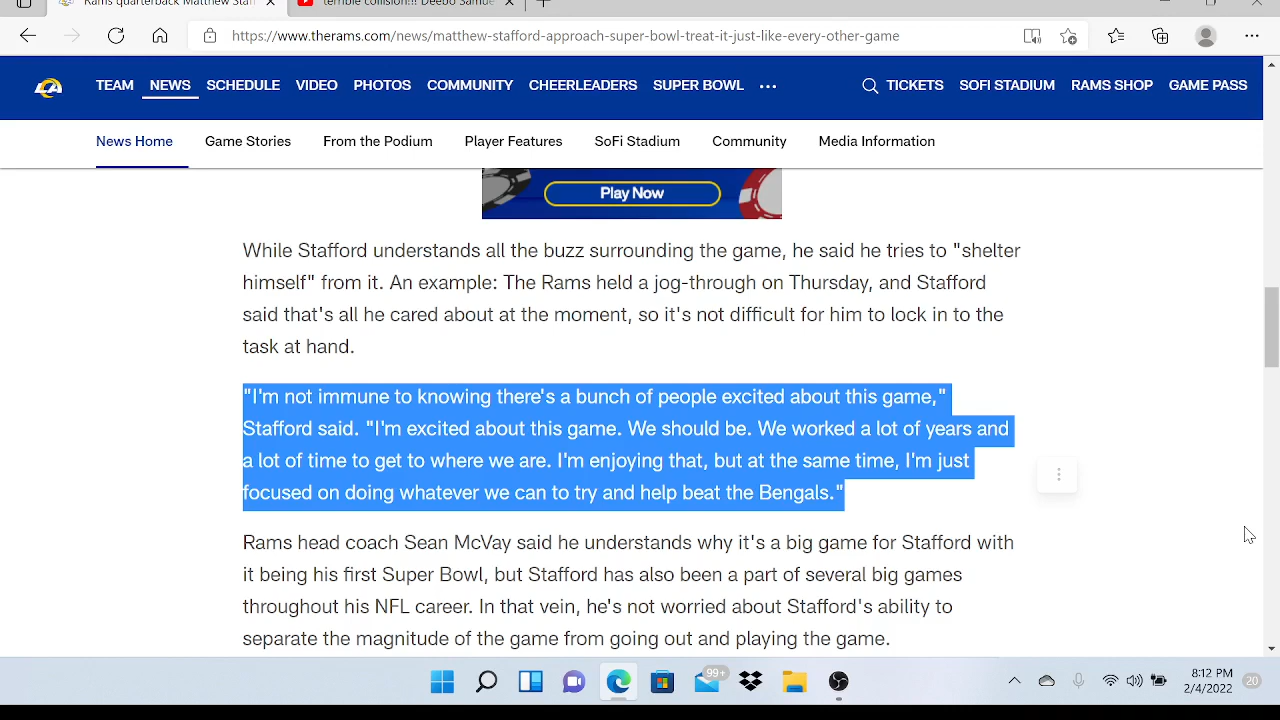 Rams quarterback Matthew Staff
terrible collision!!! Deebo Samue
https://www.therams.com/news/matthew-stafford-approach-super-bowl-treat-it-just-like-every-other-game
TEAM NEWS SCHEDULE VIDEO PHOTOS COMMUNITY CHEERLEADERS SUPER BOWL ••• TICKETS SOFI STADIUM RAMS SHOP GAME PASS
News Home Game Stories From the Podium Player Features SoFi Stadium Community Media Information
Play Now
While Stafford understands all the buzz surrounding the game, he said he tries to "shelter
himself" from it. An example: The Rams held a jog-through on Thursday, and Stafford
said that's all he cared about at the moment, so it's not difficult for him to lock in to the
task at hand.
"I'm not immune to knowing there's a bunch of people excited about this game,"
Stafford said. "I'm excited about this game. We should be. We worked a lot of years and
a lot of time to get to where we are. I'm enjoying that, but at the same time, I'm just
focused on doing whatever we can to try and help beat the Bengals."
Rams head coach Sean McVay said he understands why it's a big game for Stafford with
it being his first Super Bowl, but Stafford has also been a part of several big games
throughout his NFL career. In that vein, he's not worried about Stafford's ability to
separate the magnitude of the game from going out and playing the game.
99+
8:12 PM
2/4/2022
20